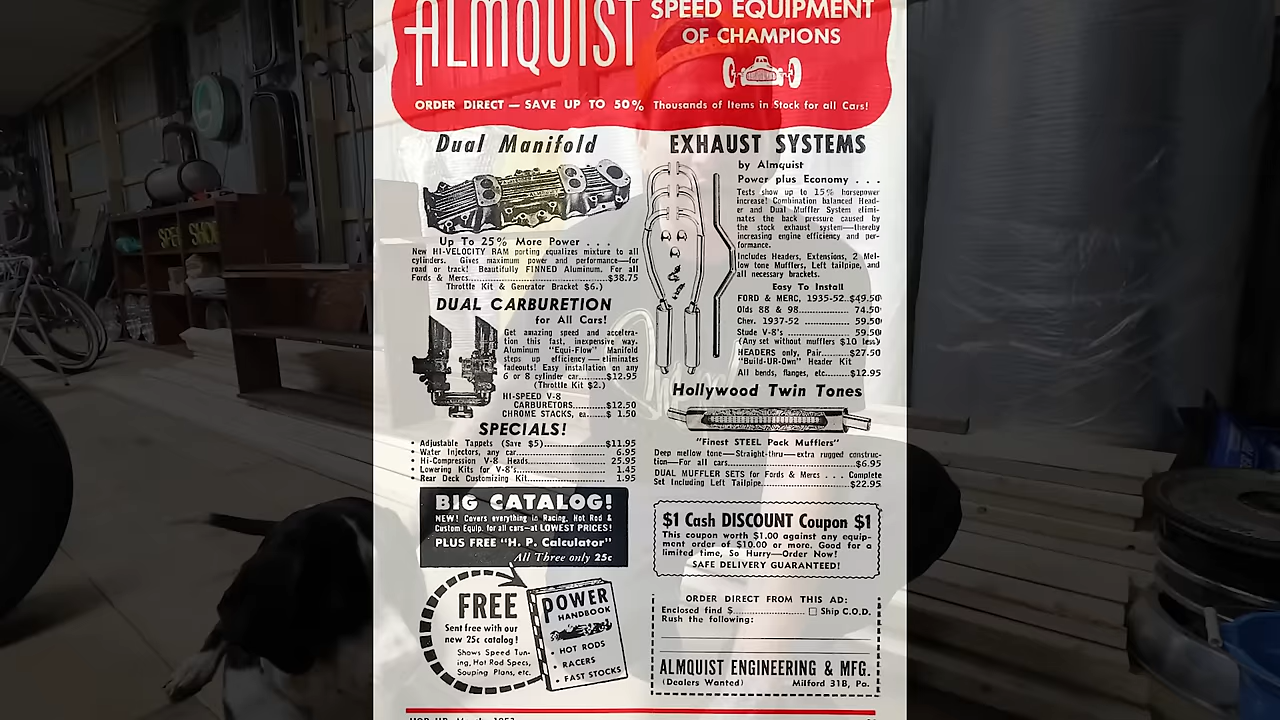 ALMQUIST
SPEED EQUIPMENT
OF CHAMPIONS
ORDER DIRECT — SAVE UP TO 50%
Thousands of Items in Stock for all Cars!
Dual Manifold
Up To 25% More Power . . .
New HI-VELOCITY RAM porting equalizes mixture to all
cylinders. Gives maximum power and performance—for
road or track! Beautifully FINNED Aluminum. For all
Fords & Mercs.......$38.75
Throttle Kit & Generator Bracket $6.)
DUAL CARBURETION
for All Cars!
Get amazing speed and accelera-
tion this fast, inexpensive way.
Aluminum "Equi-Flow" Manifold
steps up efficiency—eliminates
fadeouts! Easy installation on any
6 or 8 cylinder car.......$12.95
(Throttle Kit $2.)
HI-SPEED V-8
CARBURETORS.......$12.50
CHROME STACKS, ea.....$ 1.50
SPECIALS!
• Adjustable Tappets (Save $5).......$11.95
• Water Injectors, any car.......6.95
• Hi-Compression V-8 Heads.......25.95
• Lowering Kits for V-8's.......1.45
• Rear Deck Customizing Kit.......1.95
BIG CATALOG!
NEW! Covers everything in Racing, Hot Rod &
Custom Equip. for all cars—at LOWEST PRICES!
PLUS FREE "H. P. Calculator"
All Three only 25c
FREE
Sent free with our
new 25c catalog!
Shows Speed Tun-
ing, Hot Rod Specs,
Souping Plans, etc.
POWER
HANDBOOK
• HOT RODS
• RACERS
• FAST STOCKS
EXHAUST SYSTEMS
by Almquist
Power plus Economy . . .
Tests show up to 15% horsepower
increase! Combination balanced Head-
er and Dual Muffler System elimi-
nates the back pressure caused by
the stock exhaust system—thereby
increasing engine efficiency and per-
formance.
Includes Headers, Extensions, 2 Mel-
low tone Mufflers, Left tailpipe, and
all necessary brackets.
Easy To Install
FORD & MERC, 1935-52..$49.50
Olds 88 & 98.......74.50
Chev. 1937-52.......59.50
Stude V-8's.......59.50
(Any set without mufflers $10 less)
HEADERS only, Pair.......$27.50
"Build-UR-Own" Header Kit
All bends, flanges, etc.......$12.95
Hollywood Twin Tones
"Finest STEEL Pack Mufflers"
Deep mellow tone—Straight-thru—extra rugged construc-
tion—For all cars.......$6.95
DUAL MUFFLER SETS for Fords & Mercs . . . Complete
Set Including Left Tailpipe.......$22.95
$1 Cash DISCOUNT Coupon $1
This coupon worth $1.00 against any equip-
ment order of $10.00 or more. Good for a
limited time, So Hurry—Order Now!
SAFE DELIVERY GUARANTEED!
ORDER DIRECT FROM THIS AD:
Enclosed find $....... ☐ Ship C.O.D.
Rush the following:
ALMQUIST ENGINEERING & MFG.
(Dealers Wanted) Milford 31B, Pa.